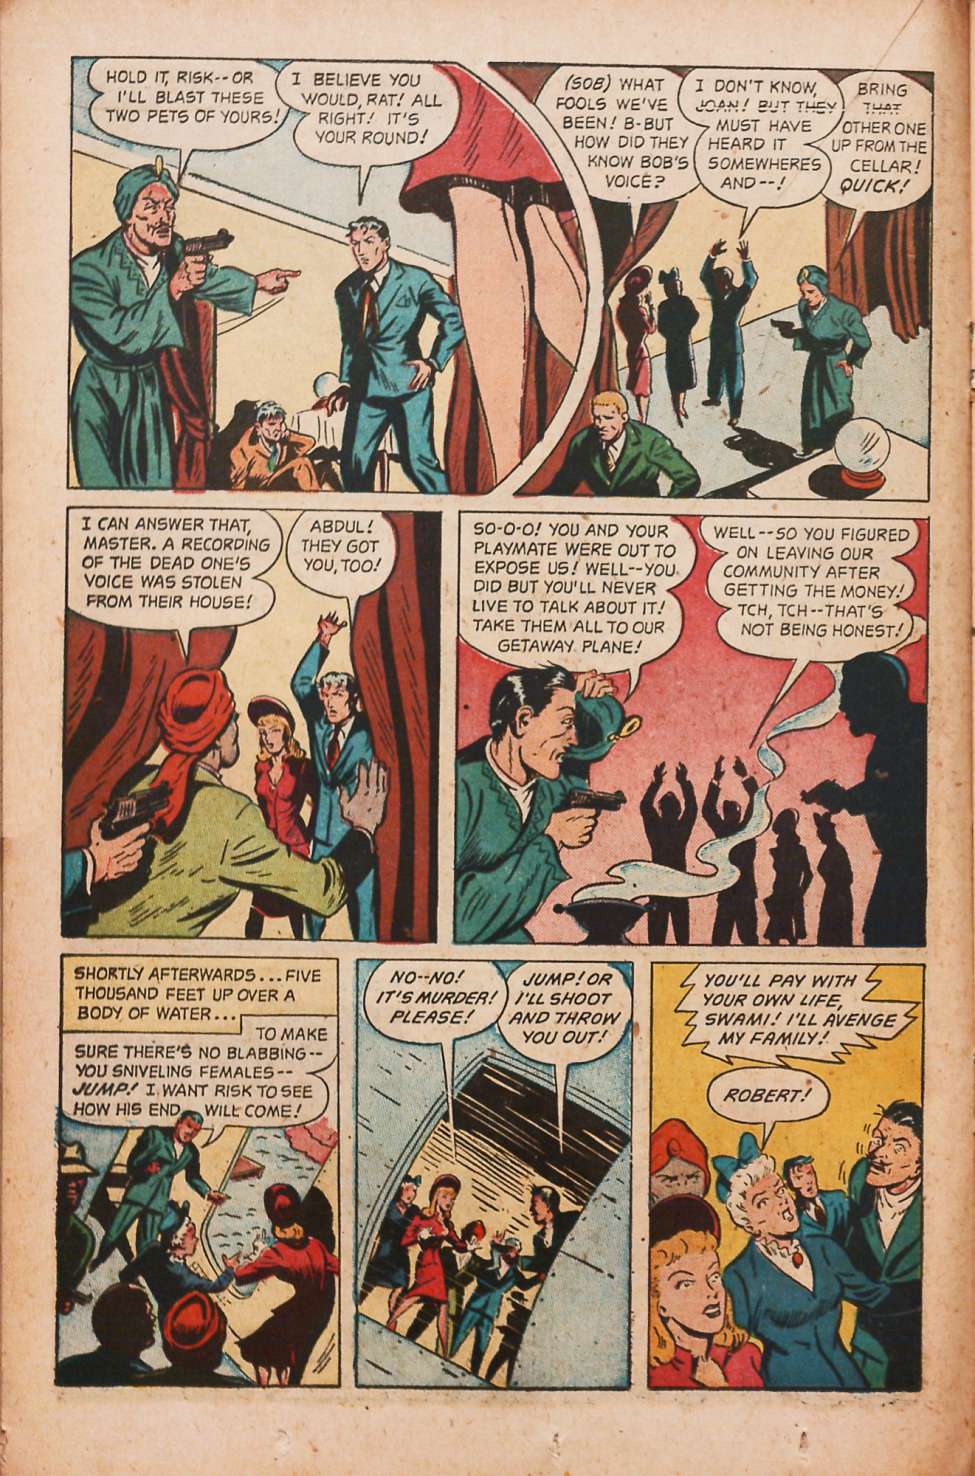 HOLD IT, RISK--OR
I'LL BLAST THESE
TWO PETS OF YOURS!
I BELIEVE YOU
WOULD, RAT! ALL
RIGHT! IT'S
YOUR ROUND!
(SOB) WHAT
FOOLS WE'VE
BEEN! B-BUT
HOW DID THEY
KNOW BOB'S
VOICE?
I DON'T KNOW,
JOAN! BUT THEY
MUST HAVE
HEARD IT
SOMEWHERES
AND--!
BRING
THAT
OTHER ONE
UP FROM THE
CELLAR!
QUICK!
I CAN ANSWER THAT,
MASTER. A RECORDING
OF THE DEAD ONE'S
VOICE WAS STOLEN
FROM THEIR HOUSE!
ABDUL!
THEY GOT
YOU, TOO!
SO-O-O! YOU AND YOUR
PLAYMATE WERE OUT TO
EXPOSE US! WELL--YOU
DID BUT YOU'LL NEVER
LIVE TO TALK ABOUT IT!
TAKE THEM ALL TO OUR
GETAWAY PLANE!
WELL--SO YOU FIGURED
ON LEAVING OUR
COMMUNITY AFTER
GETTING THE MONEY!
TCH, TCH--THAT'S
NOT BEING HONEST!
SHORTLY AFTERWARDS...FIVE
THOUSAND FEET UP OVER A
BODY OF WATER...
TO MAKE
SURE THERE'S NO BLABBING--
YOU SNIVELING FEMALES--
JUMP! I WANT RISK TO SEE
HOW HIS END WILL COME!
NO--NO!
IT'S MURDER!
PLEASE!
JUMP! OR
I'LL SHOOT
AND THROW
YOU OUT!
YOU'LL PAY WITH
YOUR OWN LIFE,
SWAMI! I'LL AVENGE
MY FAMILY!
ROBERT!